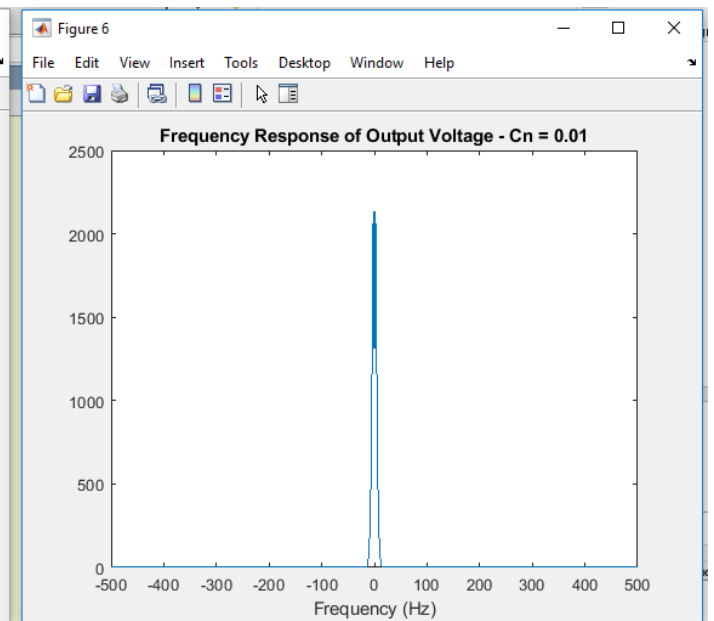 Figure 6
File Edit View Insert Tools Desktop Window Help
Frequency Response of Output Voltage - Cn = 0.01
2500
2000
1500
1000
500
0
-500 -400 -300 -200 -100 0 100 200 300 400 500
Frequency (Hz)